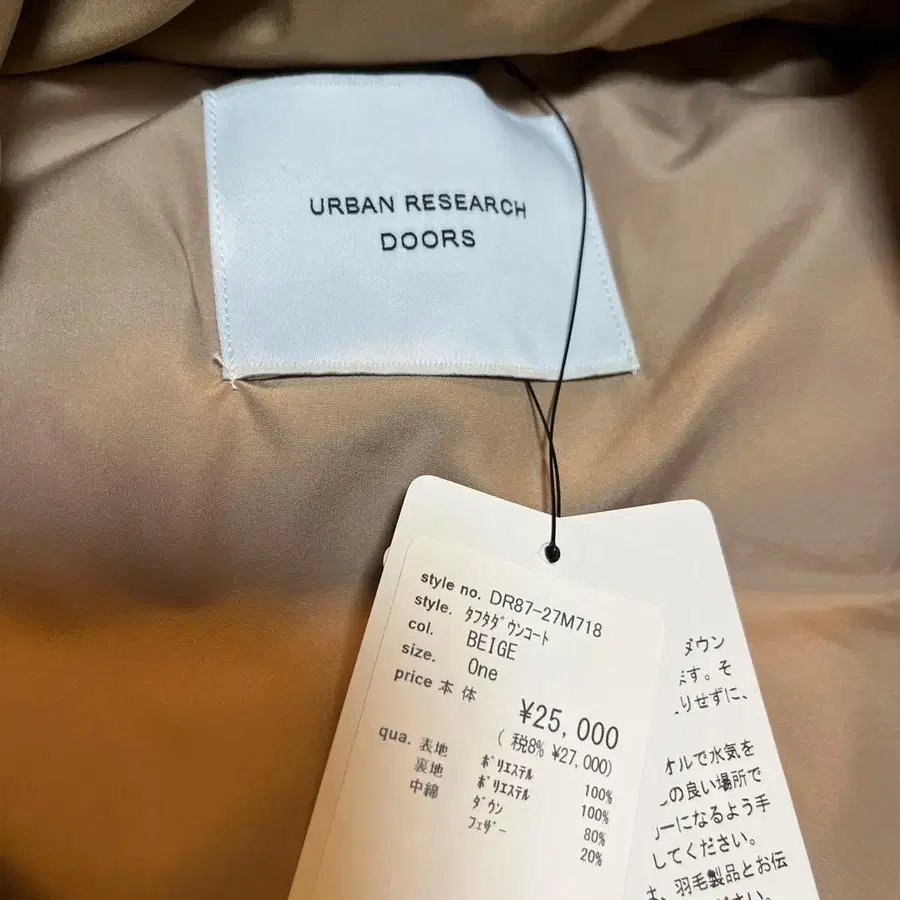 URBAN RESEARCH
DOORS
style no. DR87-27M718
style. ﾀﾌﾀﾀﾞｳﾝｺｰﾄ
col. BEIGE
size. One
price 本体 ¥25,000
(税8% ¥27,000)
qua. 表地 ﾎﾟﾘｴｽﾃﾙ 100%
裏地 ﾎﾟﾘｴｽﾃﾙ 100%
中綿 ﾀﾞｳﾝ 80%
ﾌｪｻﾞｰ 20%
ダウン
ます。そ
りせずに、
オルで水気を
の良い場所で
一になるよう手
してください。
、羽毛製品とお伝
ださい。